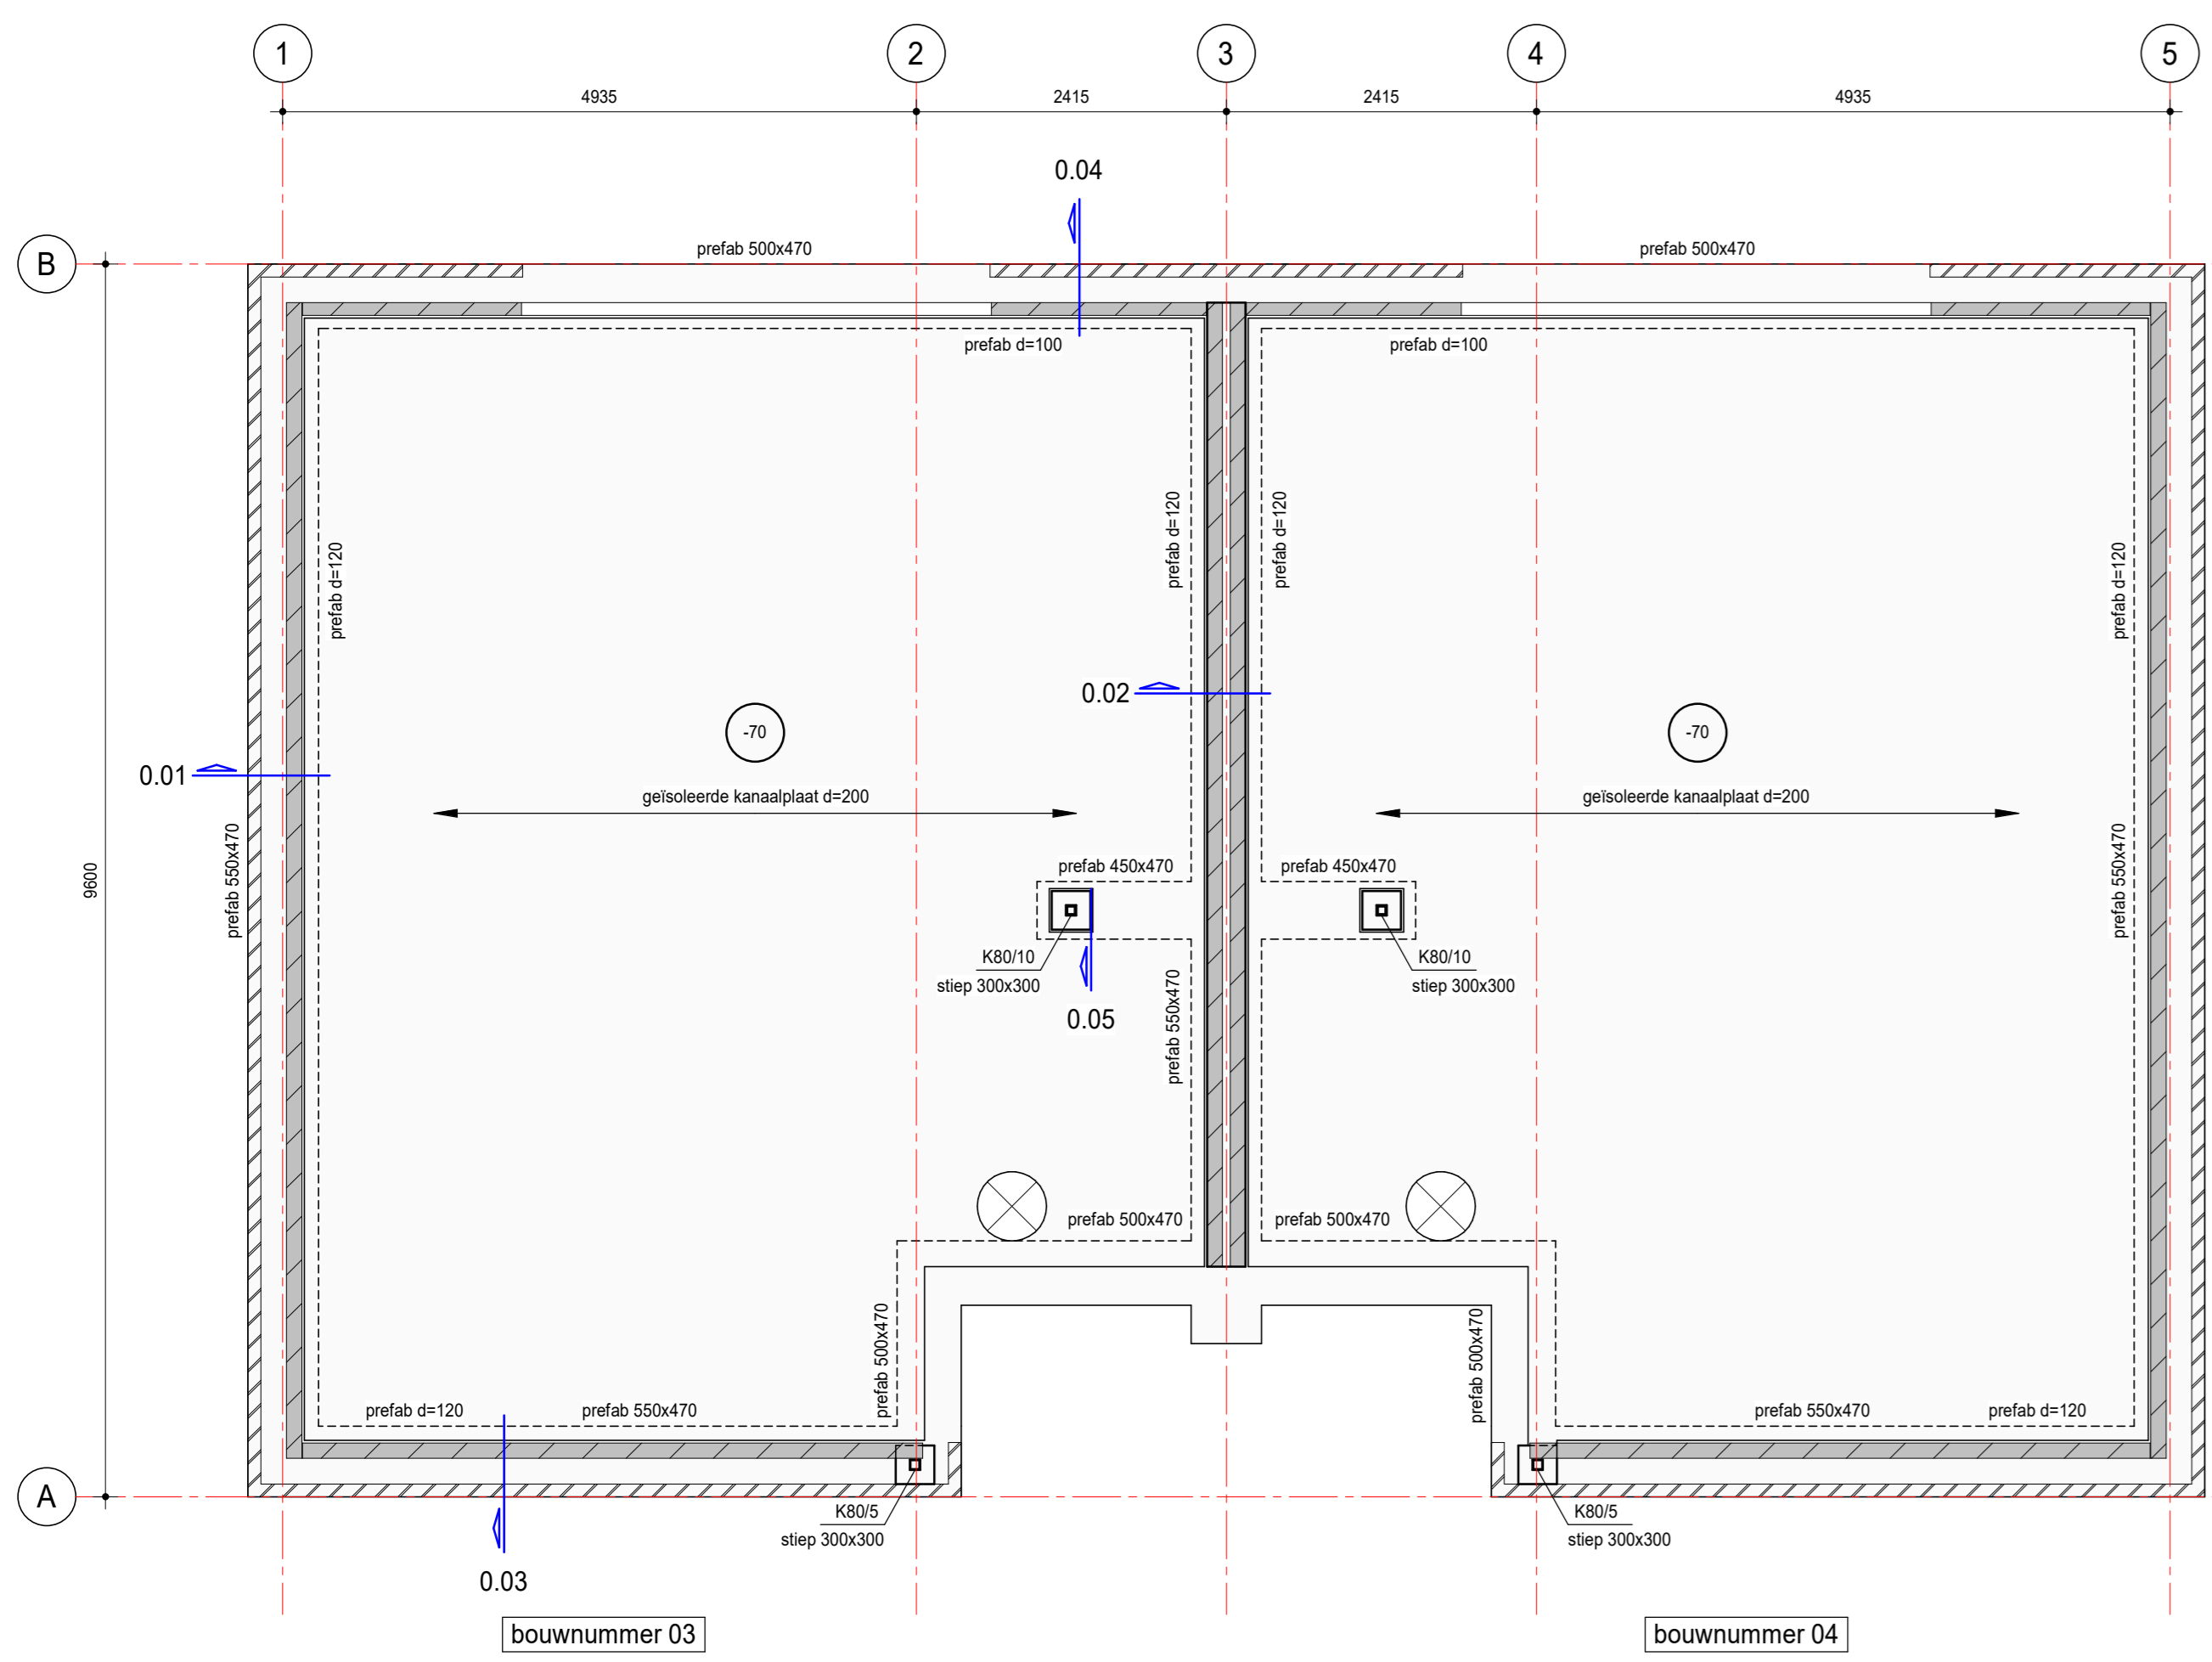 1
2
3
4
5
4935
2415
2415
4935
0.04
B
prefab 500x470
prefab 500x470
prefab d=100
prefab d=100
prefab d=120
prefab d=120
prefab d=120
prefab d=120
0.02
-70
-70
0.01
geïsoleerde kanaalplaat d=200
geïsoleerde kanaalplaat d=200
9600
prefab 550x470
prefab 550x470
prefab 450x470
prefab 450x470
K80/10
stiep 300x300
K80/10
stiep 300x300
0.05
prefab 550x470
prefab 500x470
prefab 500x470
prefab 500x470
prefab 500x470
prefab d=120
prefab 550x470
prefab 550x470
prefab d=120
A
K80/5
stiep 300x300
K80/5
stiep 300x300
0.03
bouwnummer 03
bouwnummer 04